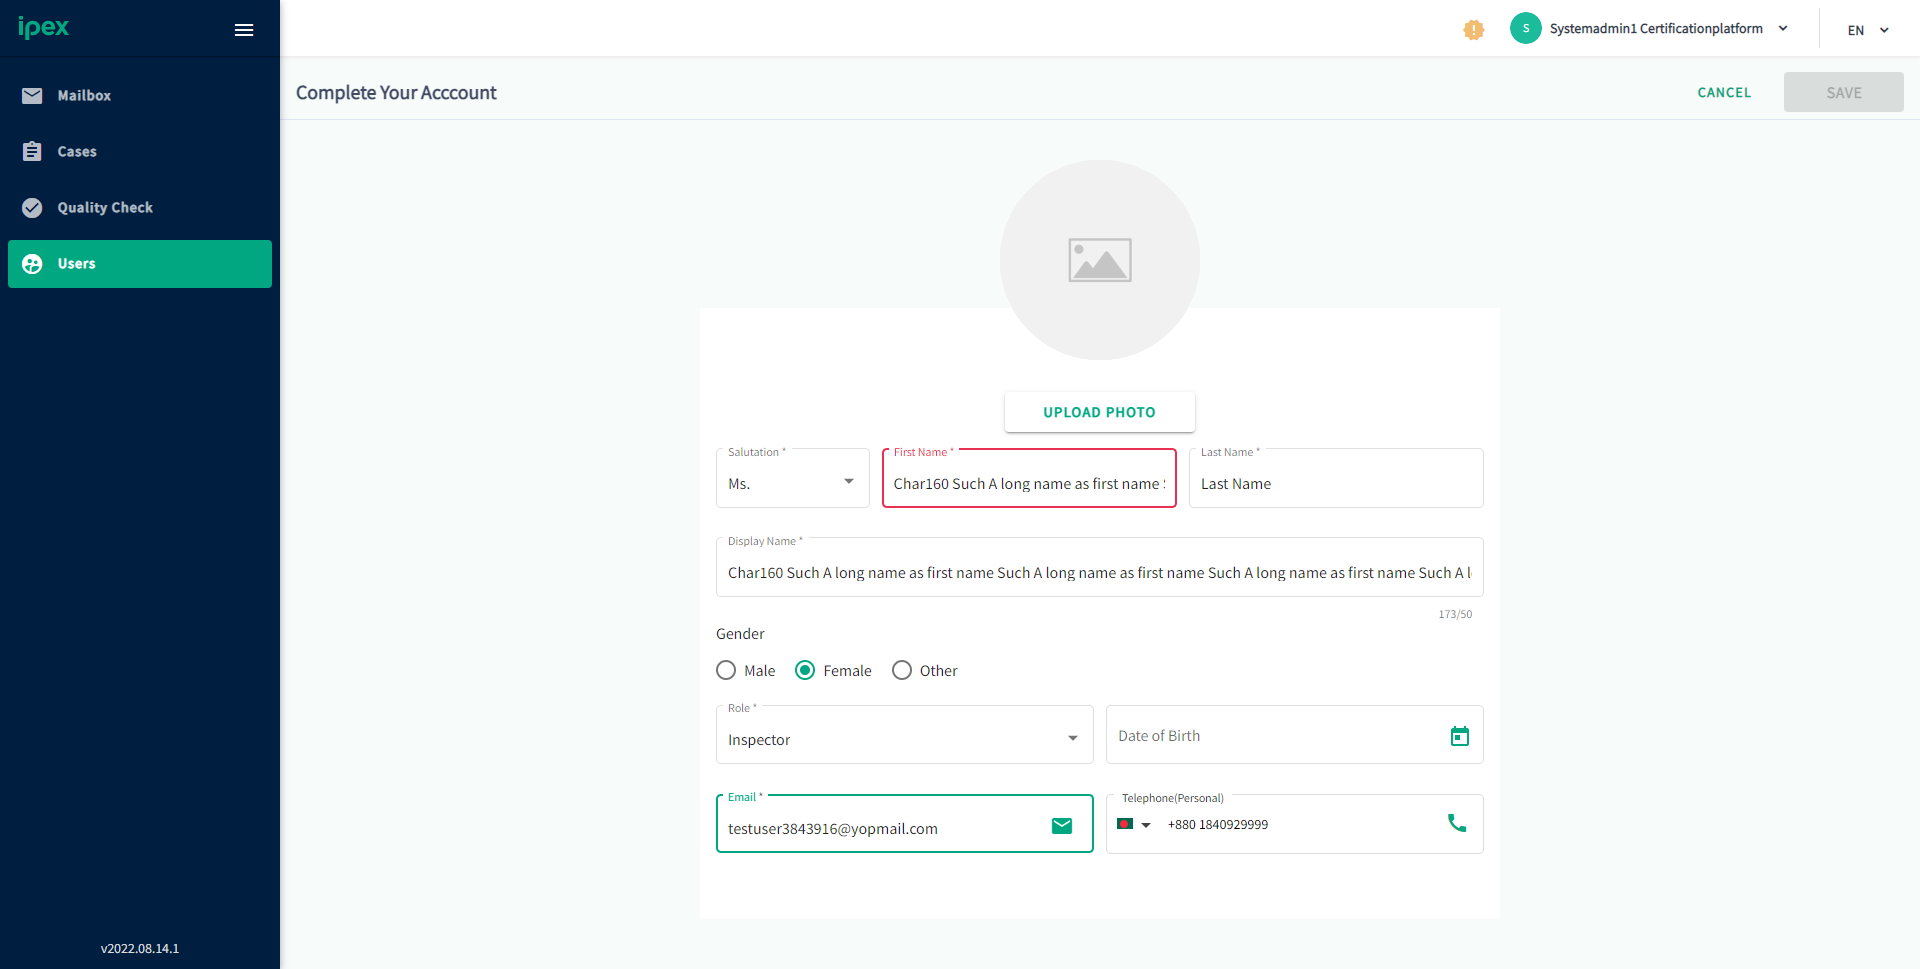 ipex
Systemadmin1 Certificationplatform
S
EN
Complete Your Acccount
CANCEL
SAVE
Mailbox
Cases
Quality Check
Users
UPLOAD PHOTO
Salutation *
Ms.
First Name *
Char160 Such A long name as first name
Last Name *
Last Name
Display Name *
Char160 Such A long name as first name Such A long name as first name Such A long name as first name Such A
173/50
Gender
Male
Female
Other
Role *
Inspector
Date of Birth
Email *
testuser3843916@yopmail.com
Telephone(Personal)
+880 1840929999
v2022.08.14.1